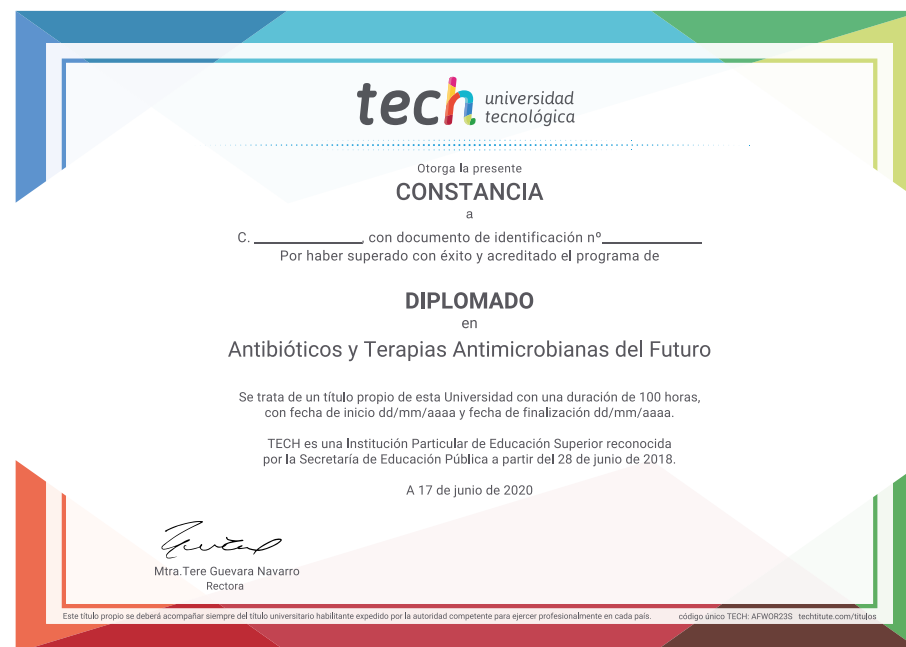 tech universidad
tecnológica
Otorga la presente
CONSTANCIA
a
C. ____________, con documento de identificación nº____________
Por haber superado con éxito y acreditado el programa de
DIPLOMADO
en
Antibióticos y Terapias Antimicrobianas del Futuro
Se trata de un título propio de esta Universidad con una duración de 100 horas,
con fecha de inicio dd/mm/aaaa y fecha de finalización dd/mm/aaaa.
TECH es una Institución Particular de Educación Superior reconocida
por la Secretaría de Educación Pública a partir del 28 de junio de 2018.
A 17 de junio de 2020
Mtra.Tere Guevara Navarro
Rectora
Este título propio se deberá acompañar siempre del título universitario habilitante expedido por la autoridad competente para ejercer profesionalmente en cada país. código único TECH: AFWOR23S techtitute.com/titulos